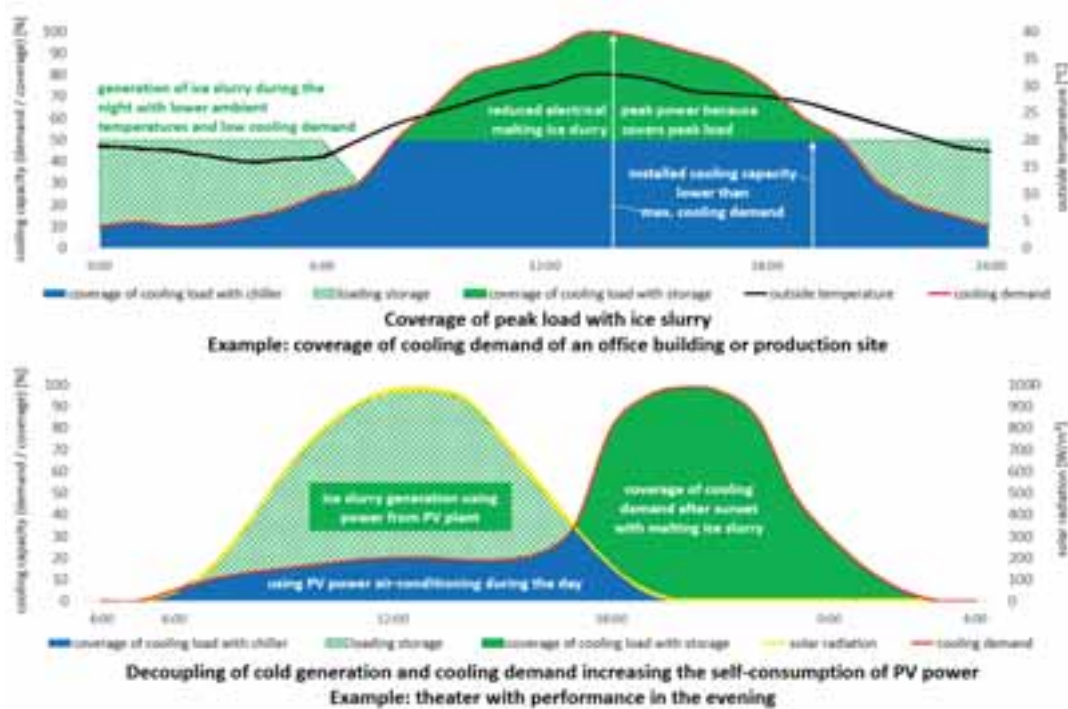 cooling capacity (demand / coverage) [%]
100
90
80
70
60
50
40
30
20
10
0
generation of ice slurry during the
night with lower ambient
temperatures and low cooling demand
reduced electrical peak power because
melting ice slurry covers peak load
installed cooling capacity
lower than
max. cooling demand
40
35
30
25
20
15
10
5
0
outside temperature [°C]
0:00 6:00 12:00 18:00 24:00
coverage of cooling load with chiller loading storage coverage of cooling load with storage outside temperature cooling demand
Coverage of peak load with ice slurry
Example: coverage of cooling demand of an office building or production site
cooling capacity (demand / coverage) [%]
100
90
80
70
60
50
40
30
20
10
0
ice slurry generation using
power from PV plant
coverage of cooling
demand after sunset
with melting ice slurry
using PV power air-conditioning during the day
1000
900
800
700
600
500
400
300
200
100
0
solar radiation [W/m²]
12:00 18:00 0:00
coverage of cooling load with chiller loading storage coverage of cooling load with storage solar radiation cooling demand
Decoupling of cold generation and cooling demand increasing the self-consumption of PV power
Example: theater with performance in the evening